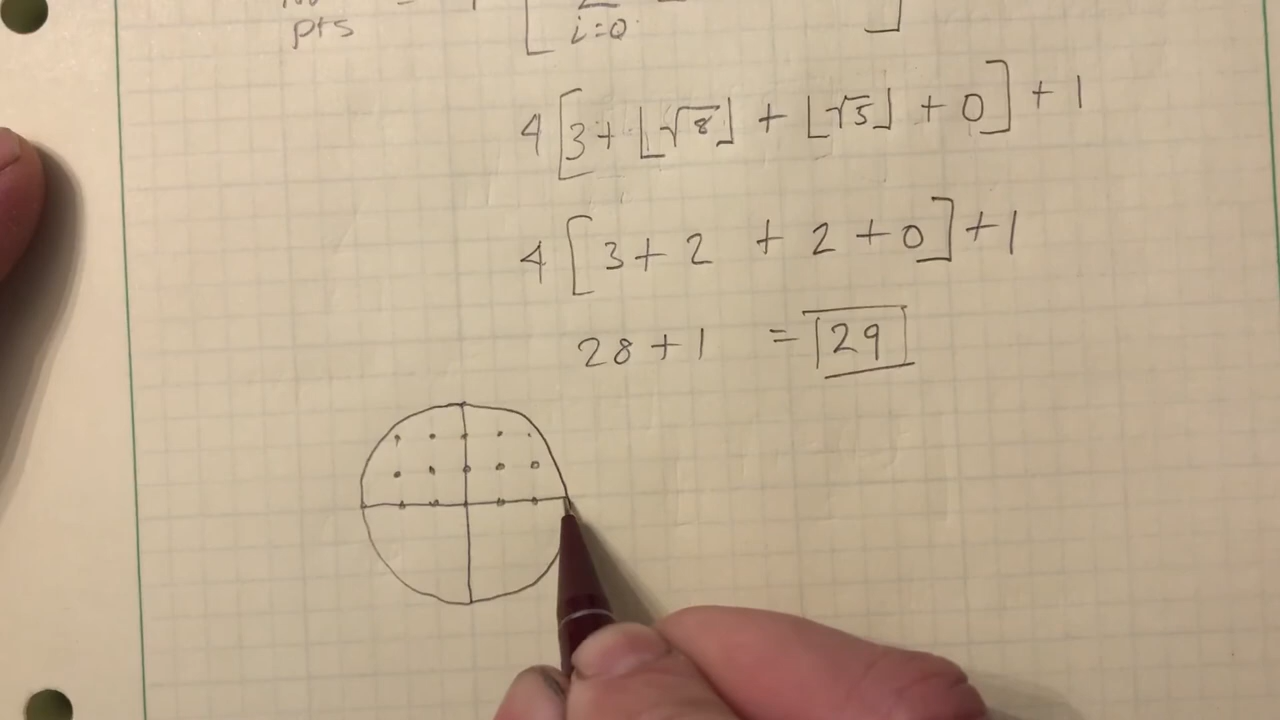 pts = [ i=0 ]
4[3+ ⌊√8⌋ + ⌊√5⌋ + 0] + 1
4[3+2 + 2+0] +1
28+1 = 29